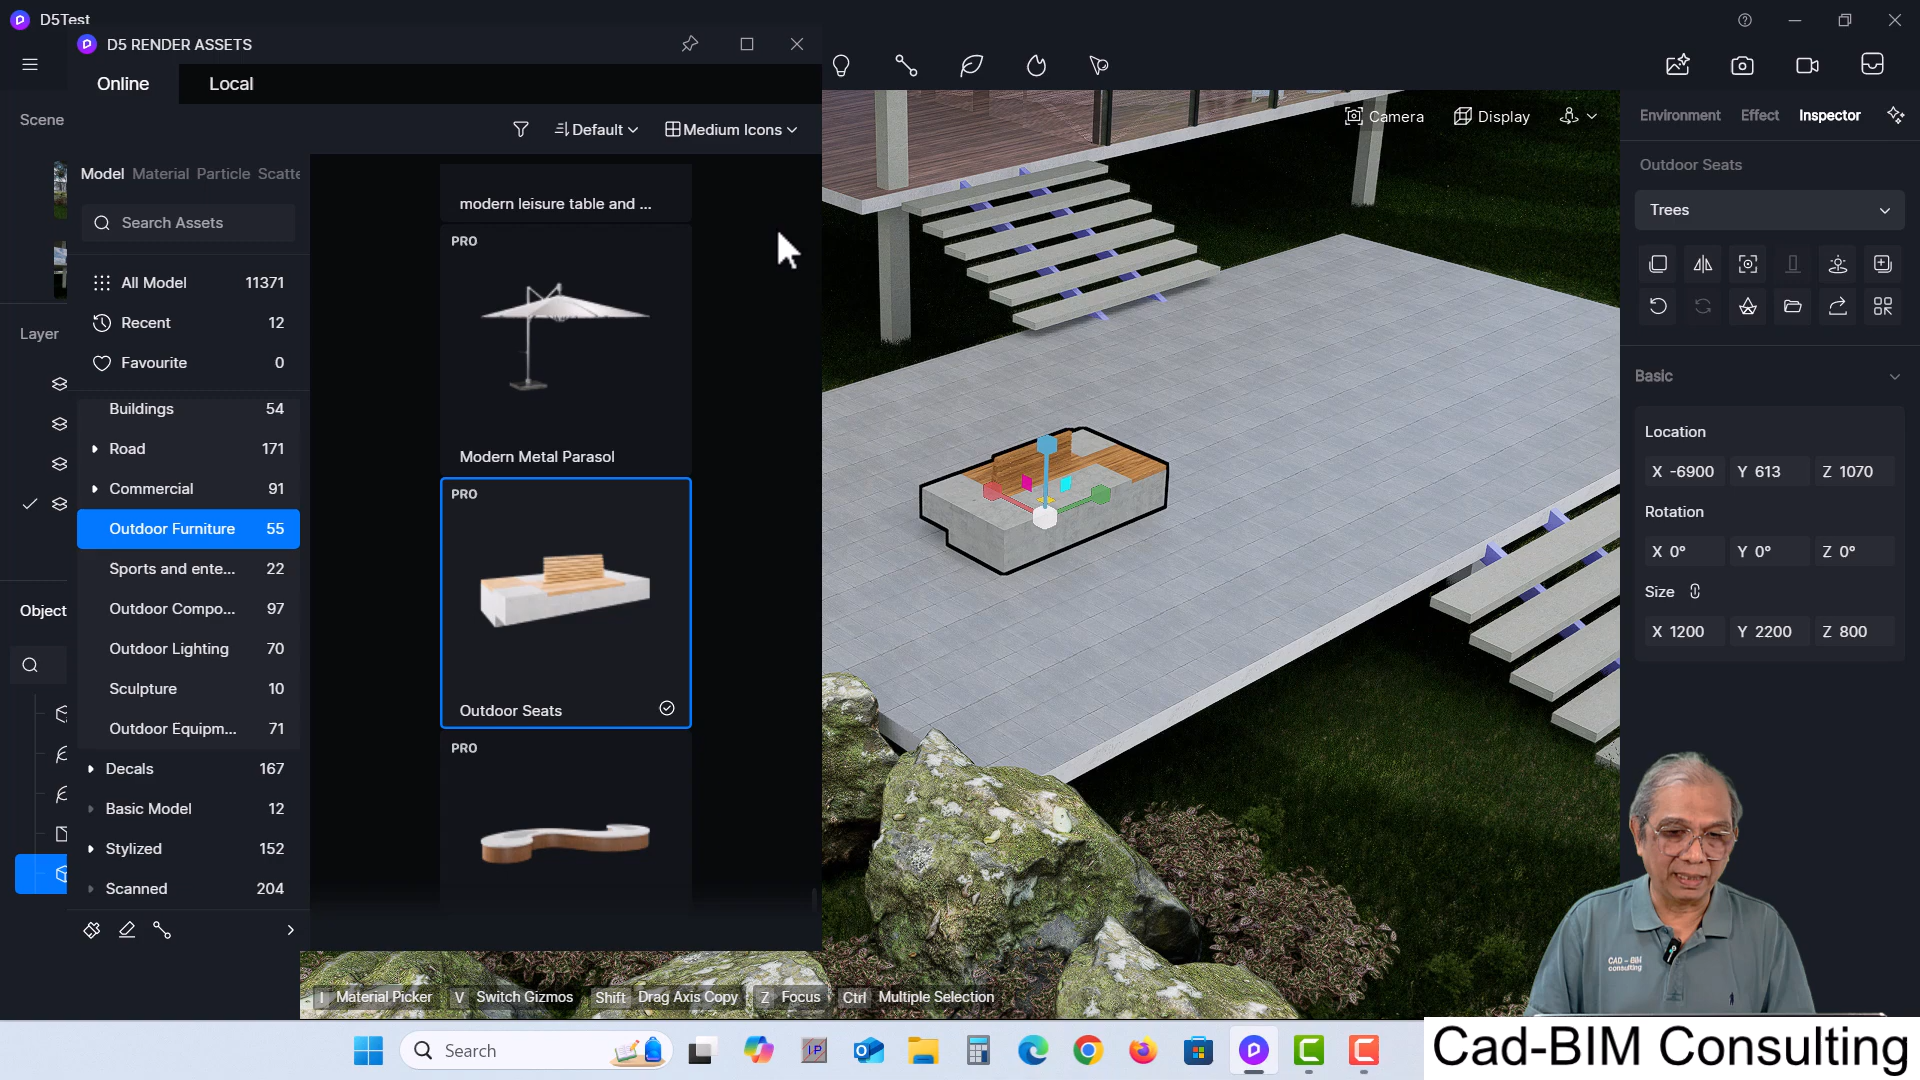 D5Test
D5 RENDER ASSETS
Online
Local
Default
Medium Icons
Model
Material
Particle
Scatte
Search Assets
All Model 11371
Recent 12
Favourite 0
Buildings 54
Road 171
Commercial 91
Outdoor Furniture 55
Sports and ente... 22
Outdoor Compo... 97
Outdoor Lighting 70
Sculpture 10
Outdoor Equipm... 71
Decals 167
Basic Model 12
Stylized 152
Scanned 204
Scene
Layer
Object
modern leisure table and ...
PRO
Modern Metal Parasol
PRO
Outdoor Seats
PRO
Camera
Display
Environment
Effect
Inspector
Outdoor Seats
Trees
Basic
Location
X -6900 Y 613 Z 1070
Rotation
X 0° Y 0° Z 0°
Size
X 1200 Y 2200 Z 800
I Material Picker V Switch Gizmos Shift Drag Axis Copy Z Focus Ctrl Multiple Selection
CAD - BIM
consulting
Search
IP
Cad-BIM Consulting